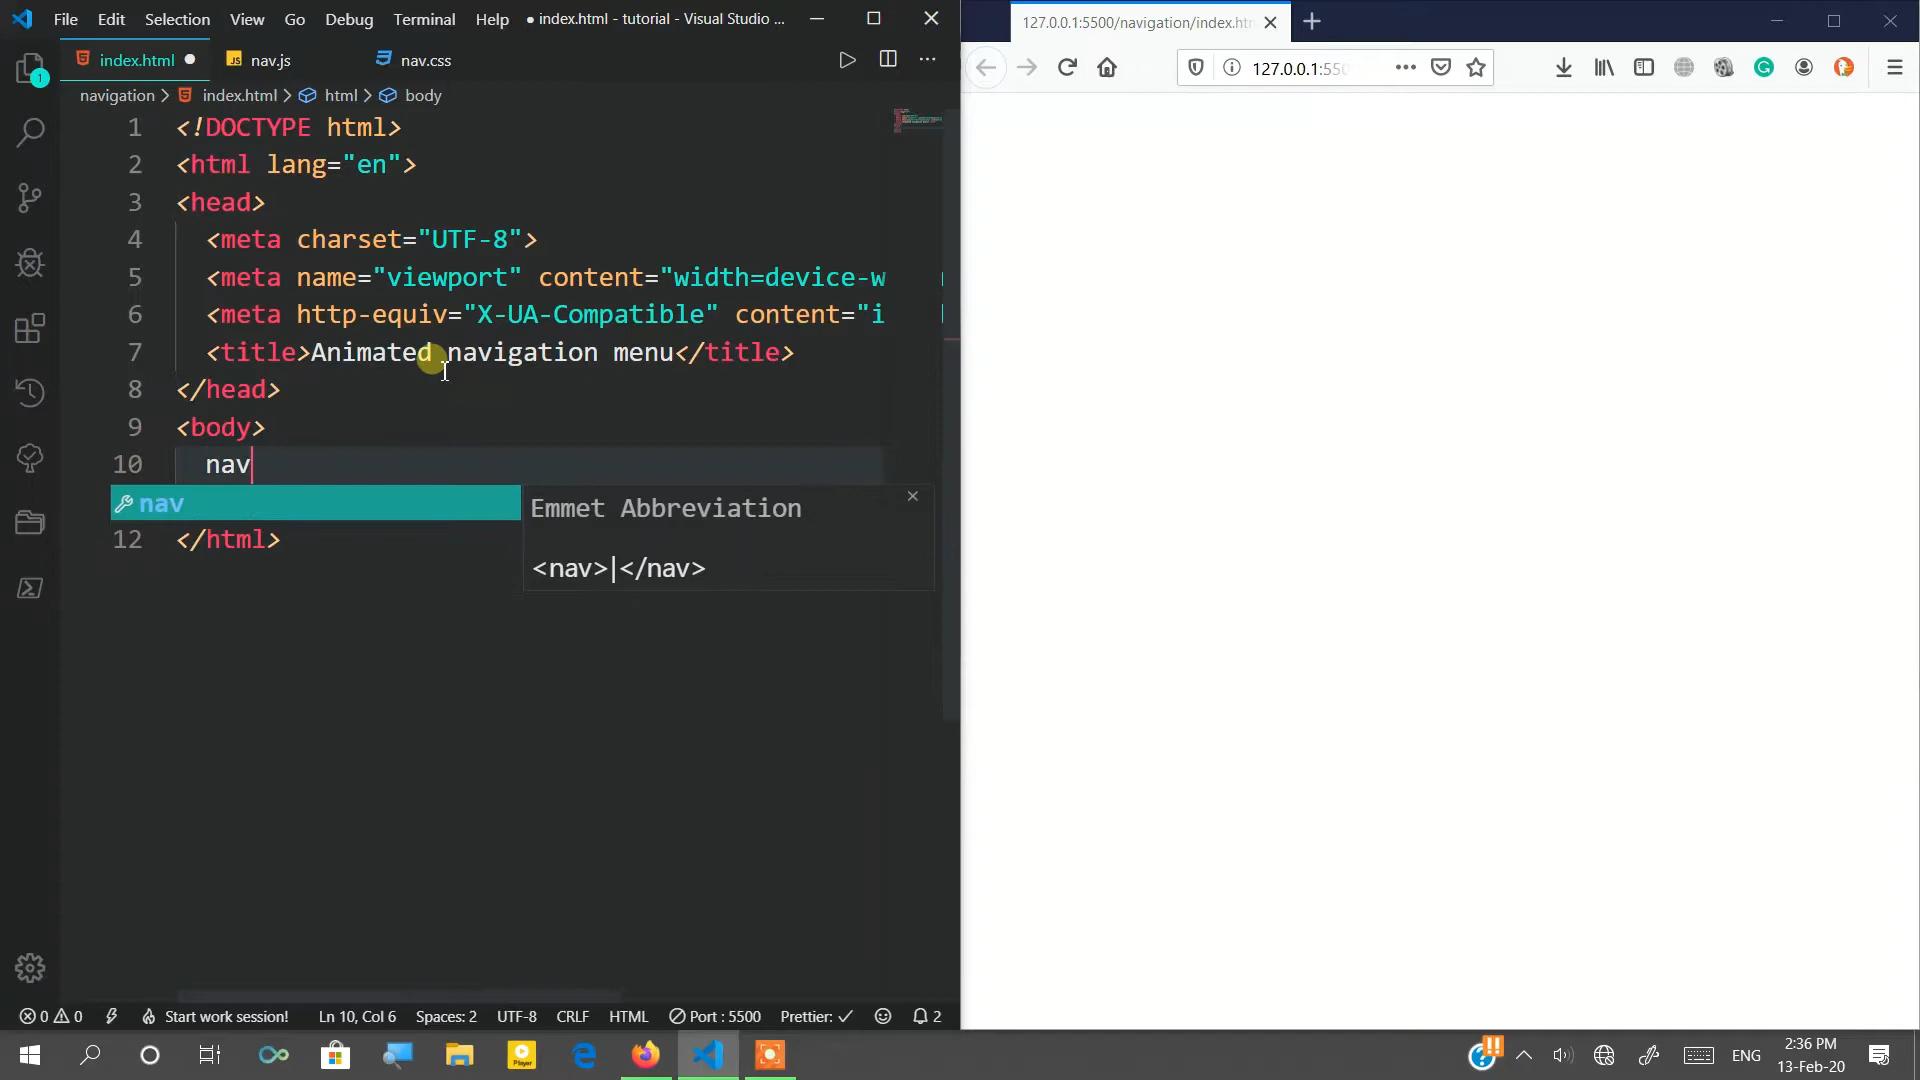 File Edit Selection View Go Debug Terminal Help ● index.html - tutorial - Visual Studio ...
index.html ● JS nav.js nav.css
navigation > index.html > html > body
1 <!DOCTYPE html>
2 <html lang="en">
3 <head>
4 <meta charset="UTF-8">
5 <meta name="viewport" content="width=device-w
6 <meta http-equiv="X-UA-Compatible" content="i
7 <title>Animated navigation menu</title>
8 </head>
9 <body>
10 nav
nav
Emmet Abbreviation
<nav>|</nav>
12 </html>
1
0 0 Start work session! Ln 10, Col 6 Spaces: 2 UTF-8 CRLF HTML Port : 5500 Prettier: ✓ 2
127.0.0.1:5500/navigation/index.htm
127.0.0.1:550
Player
ENG
2:36 PM
13-Feb-20